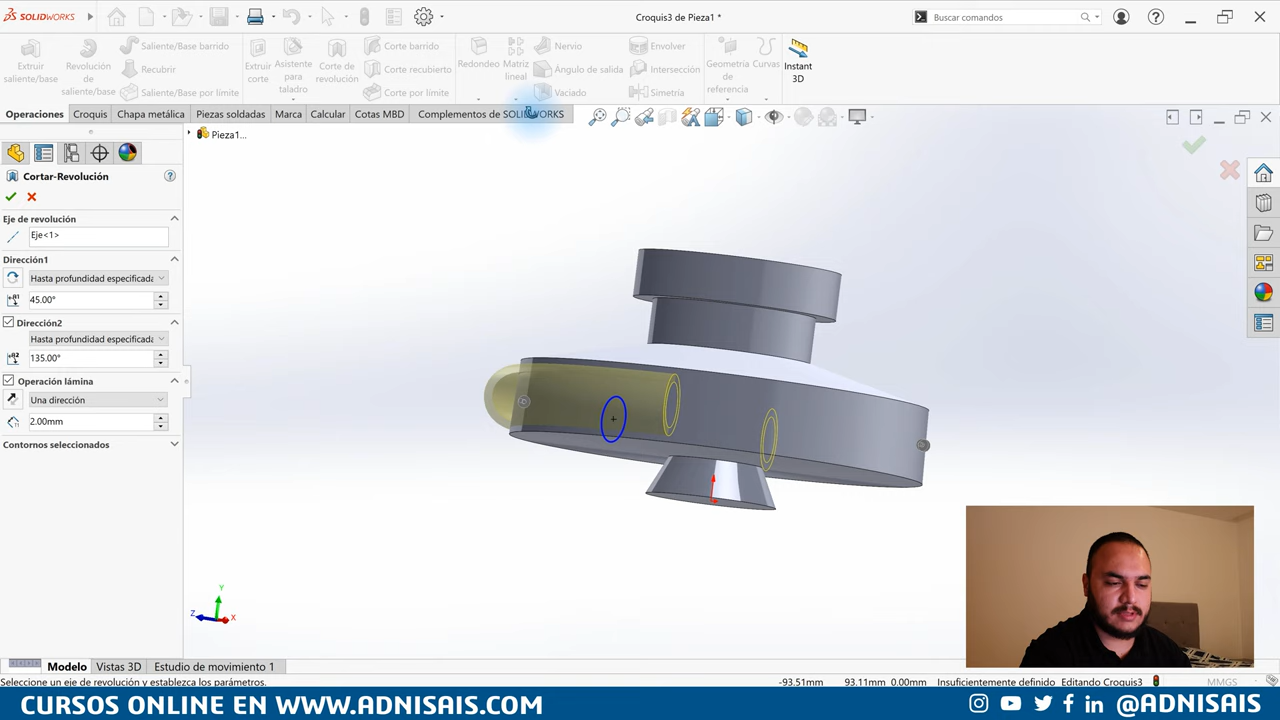 SOLIDWORKS
Croquis3 de Pieza1 *
Buscar comandos
Extruir saliente/base
Revolución de
Saliente/Base barrido
Recubrir
Saliente/Base por límite
Extruir corte
Asistente para taladro
Corte de revolución
Corte barrido
Corte recubierto
Corte por límite
Redondeo
Matriz lineal
Nervio
Ángulo de salida
Vaciado
Envolver
Intersección
Simetría
Geometría de referencia
Curvas
Instant 3D
Operaciones
Croquis
Chapa metálica
Piezas soldadas
Marca
Calcular
Cotas MBD
Complementos de SOLIDWORKS
Pieza1...
Cortar-Revolución
Eje de revolución
Eje<1>
Dirección1
Hasta profundidad especificada
45.00°
Dirección2
Hasta profundidad especificada
135.00°
Operación lámina
Una dirección
2.00mm
Contornos seleccionados
Y
Z
X
Modelo
Vistas 3D
Estudio de movimiento 1
Seleccione un eje de revolución y establezca los parámetros.
-93.51mm
93.11mm
0.00mm
Insuficientemente definido
Editando Croquis3
MMGS
CURSOS ONLINE EN WWW.ADNISAIS.COM
@ADNISAIS